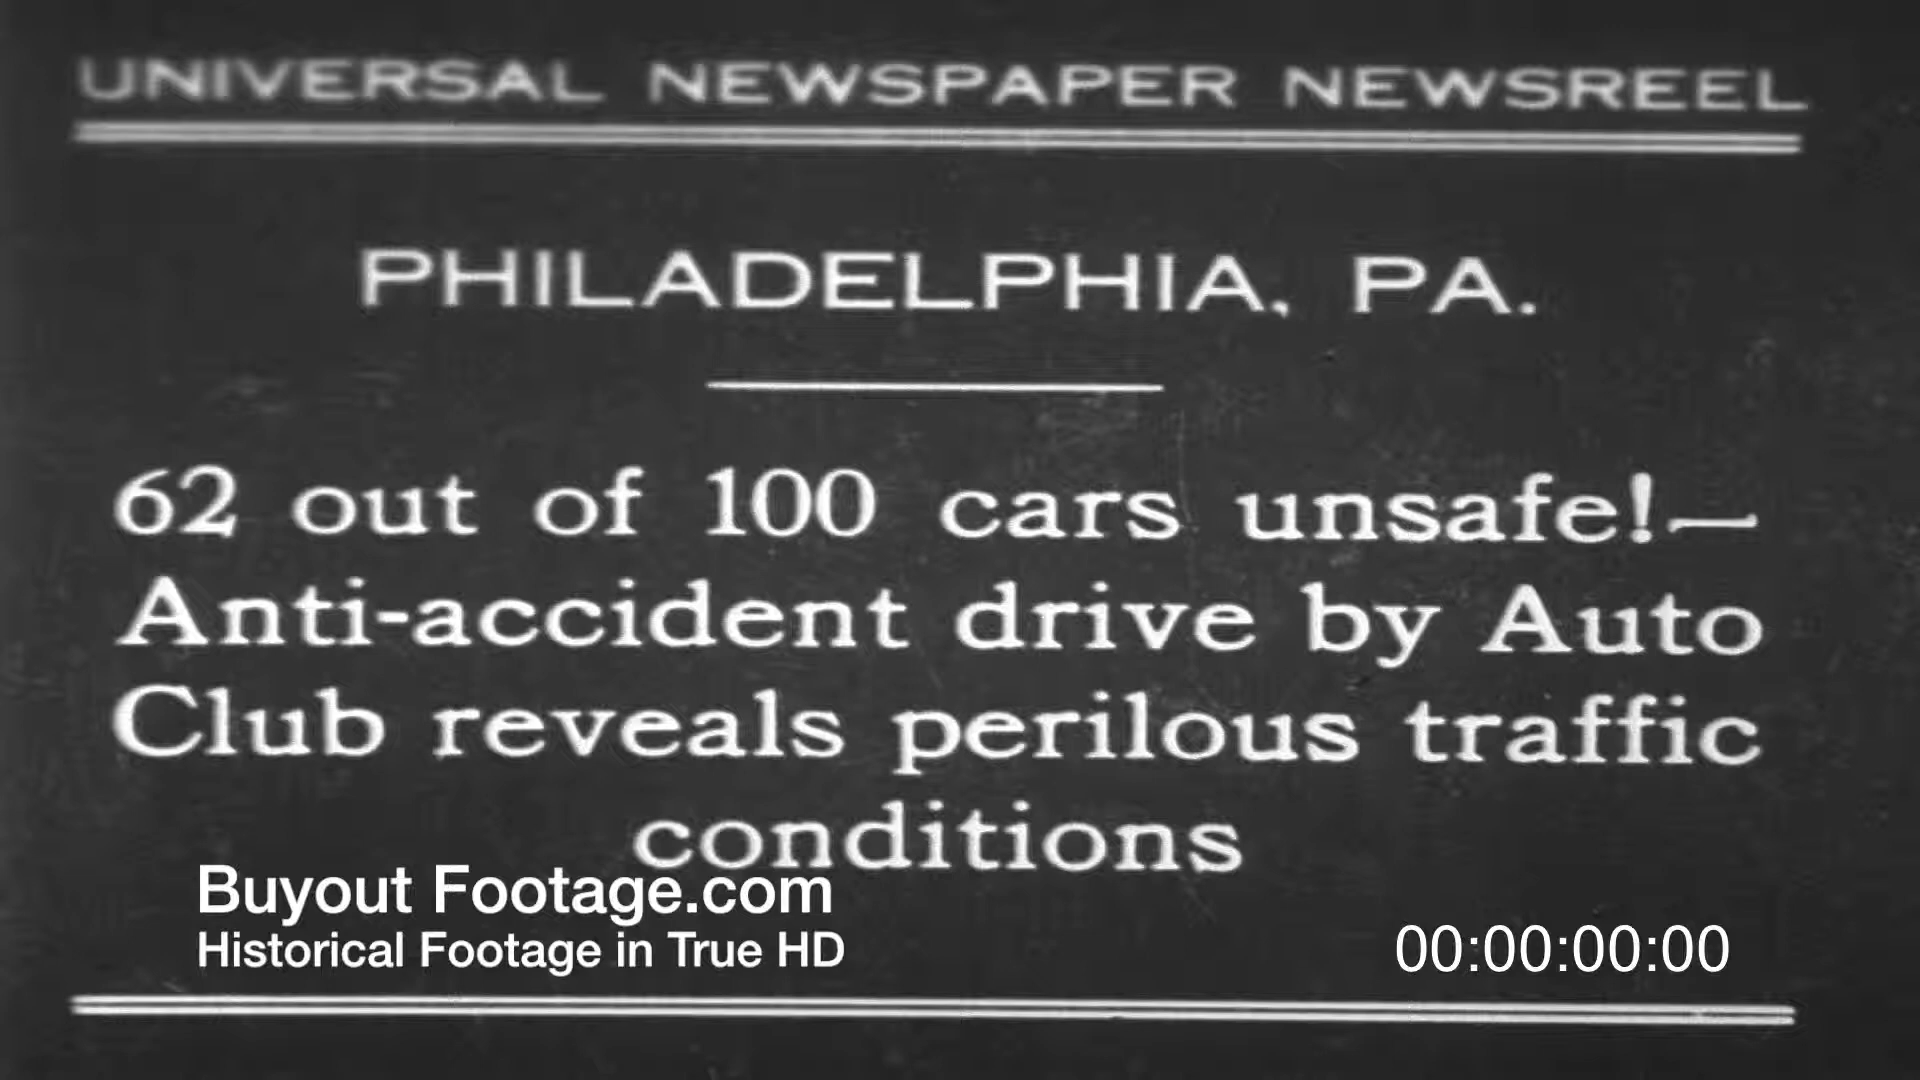 UNIVERSAL NEWSPAPER NEWSREEL
PHILADELPHIA, PA.
62 out of 100 cars unsafe!—
Anti-accident drive by Auto
Club reveals perilous traffic
conditions
Buyout Footage.com
Historical Footage in True HD
00:00:00:00